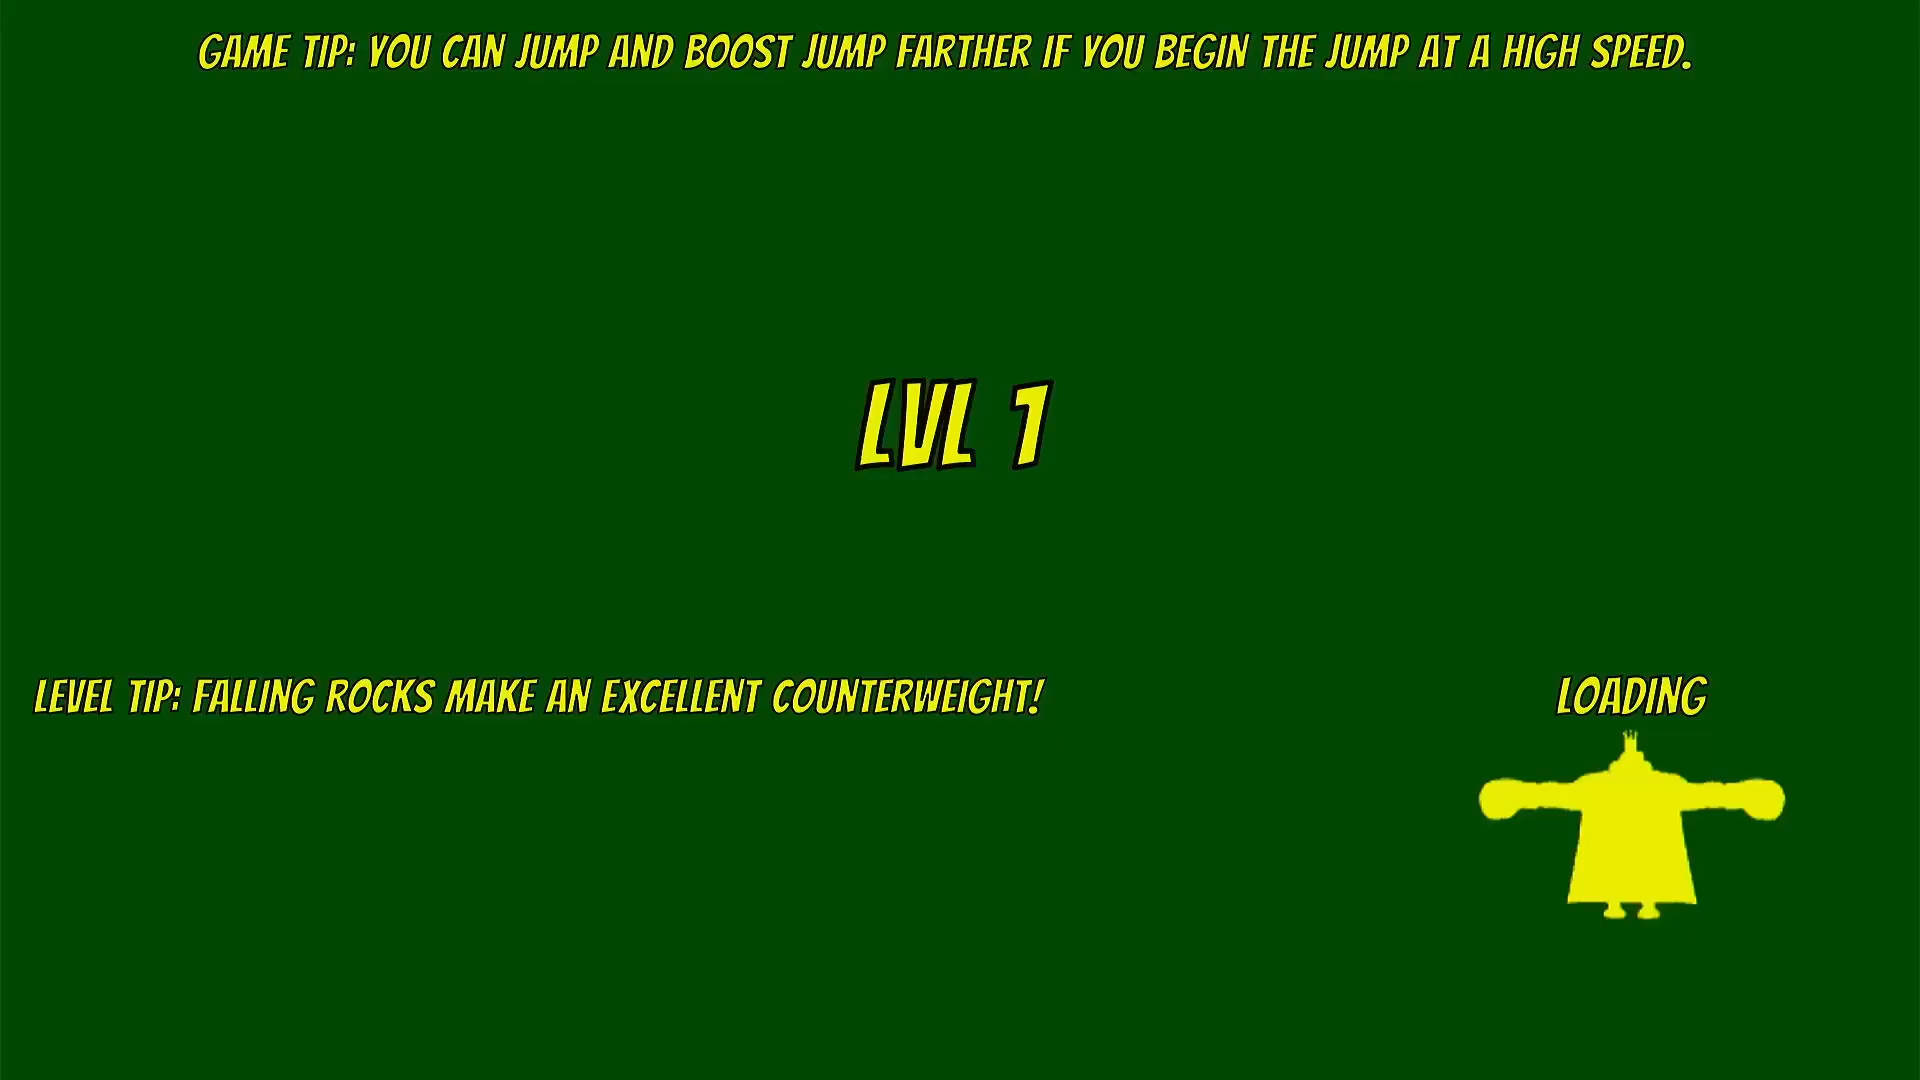 GAME TIP: YOU CAN JUMP AND BOOST JUMP FARTHER IF YOU BEGIN THE JUMP AT A HIGH SPEED.
LVL 1
LEVEL TIP: FALLING ROCKS MAKE AN EXCELLENT COUNTERWEIGHT!
LOADING